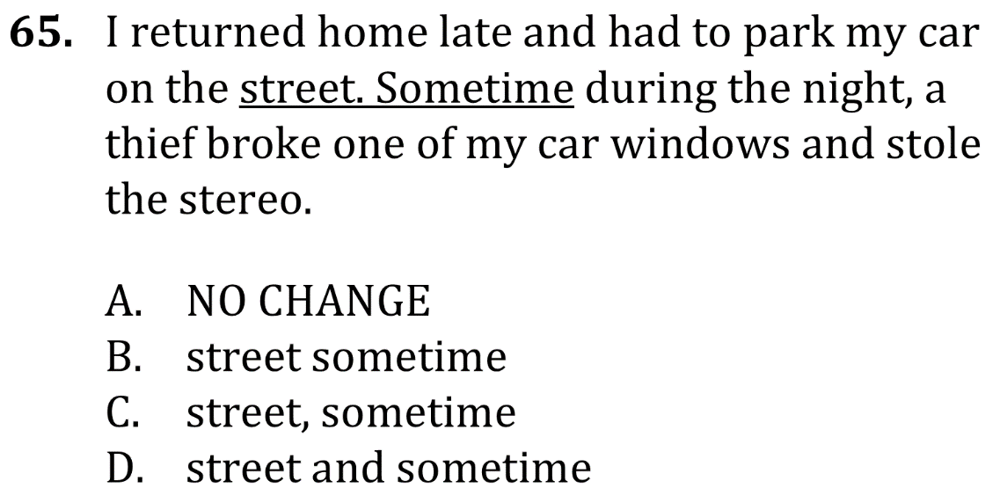 65. I returned home late and had to park my car
on the street. Sometime during the night, a
thief broke one of my car windows and stole
the stereo.
A. NO CHANGE
B. street sometime
C. street, sometime
D. street and sometime